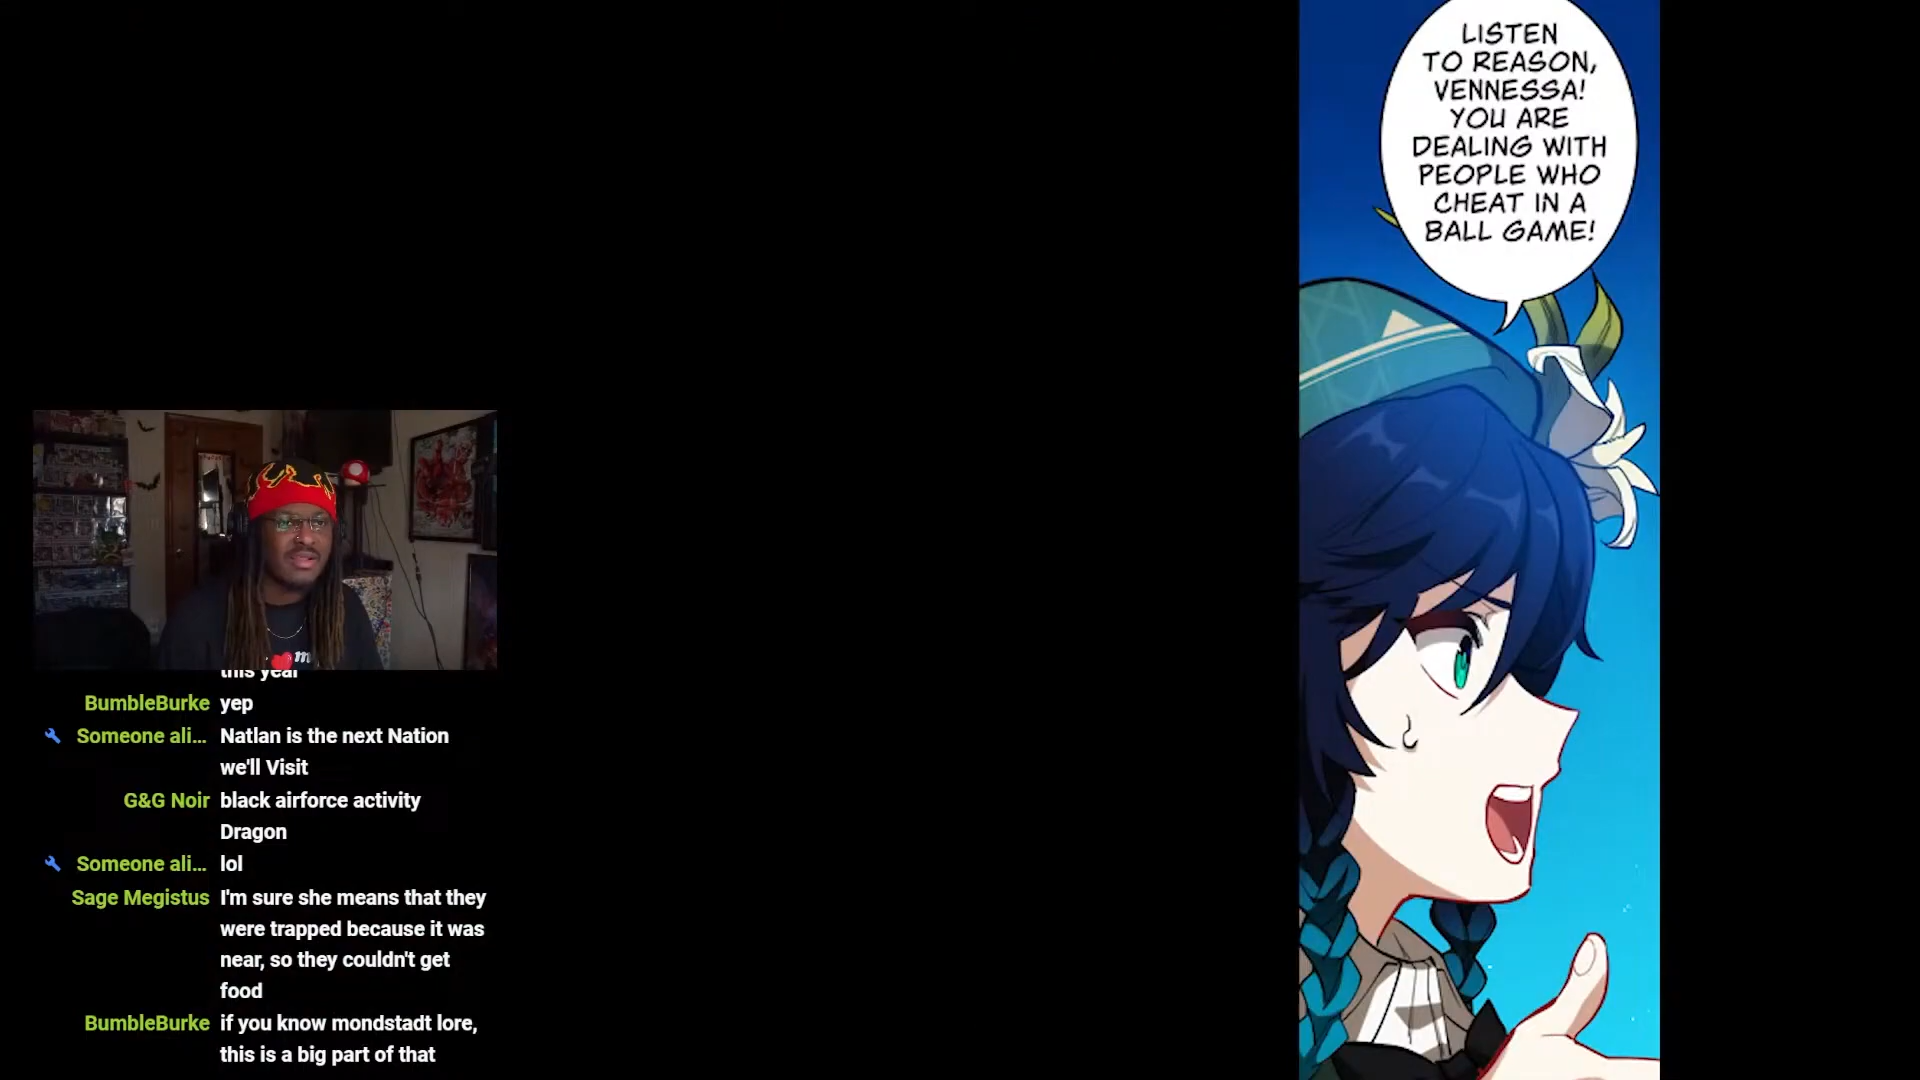 LISTEN
TO REASON,
VENNESSA!
YOU ARE
DEALING WITH
PEOPLE WHO
CHEAT IN A
BALL GAME!
this year
BumbleBurke yep
Someone ali... Natlan is the next Nation
we'll Visit
G&G Noir black airforce activity
Dragon
Someone ali... lol
Sage Megistus I'm sure she means that they
were trapped because it was
near, so they couldn't get
food
BumbleBurke if you know mondstadt lore,
this is a big part of that